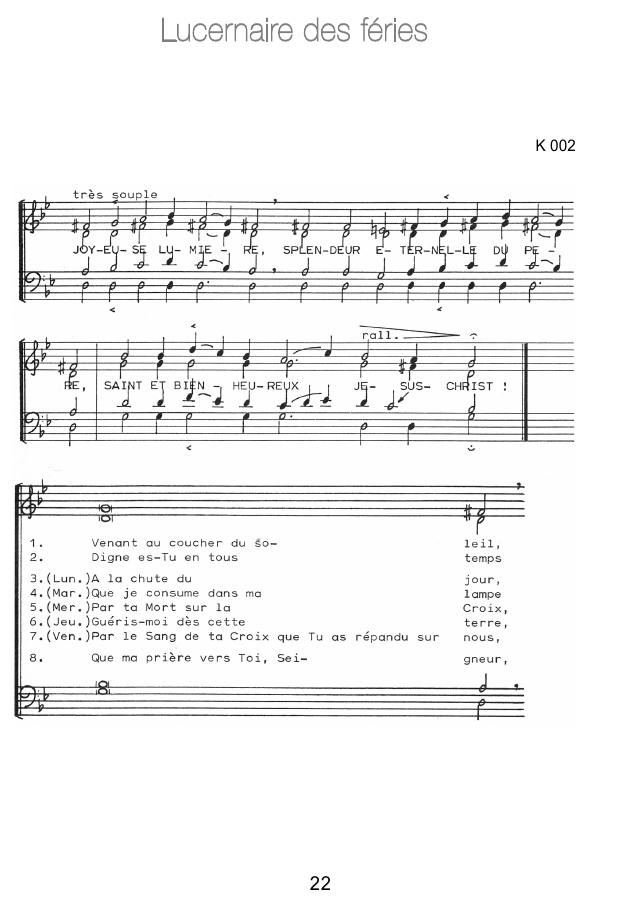 Lucernaire des féries
K 002
très souple
JOY-EU-SE LU-MIE-RE, SPLEN-DEUR E-TER-NEL-LE DU PE-
rall.
RE, SAINT ET BIEN-HEU-REUX JE-SUS-CHRIST !
1. Venant au coucher du so- leil,
2. Digne es-Tu en tous temps
3.(Lun.)A la chute du jour,
4.(Mar.)Que je consume dans ma lampe
5.(Mer.)Par ta Mort sur la Croix,
6.(Jeu.)Guéris-moi dès cette terre,
7.(Ven.)Par le Sang de ta Croix que Tu as répandu sur nous,
8. Que ma prière vers Toi, Sei- gneur,
22